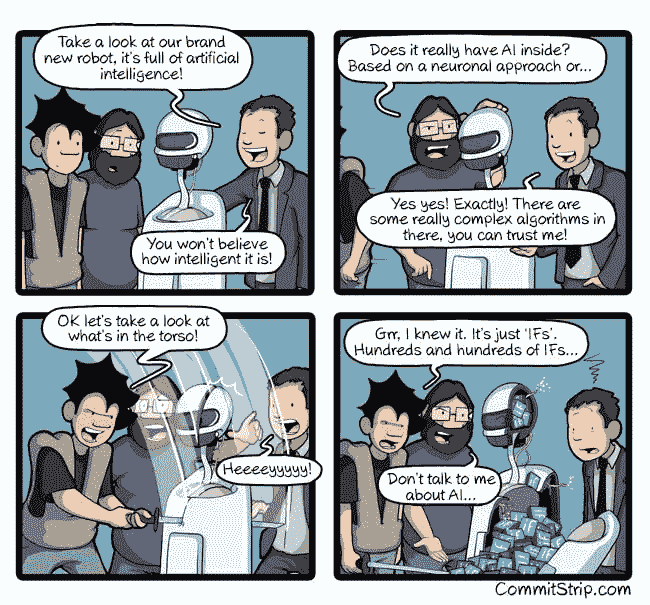 Take a look at our brand
new robot, it's full of artificial
intelligence!
You won't believe
how intelligent it is!
Does it really have AI inside?
Based on a neuronal approach or...
Yes yes! Exactly! There are
some really complex algorithms in
there, you can trust me!
OK let's take a look at
what's in the torso!
Heeeeyyyyy!
Grr, I knew it. It's just 'IFs'.
Hundreds and hundreds of IFs...
Don't talk to me
about AI...
CommitStrip.com